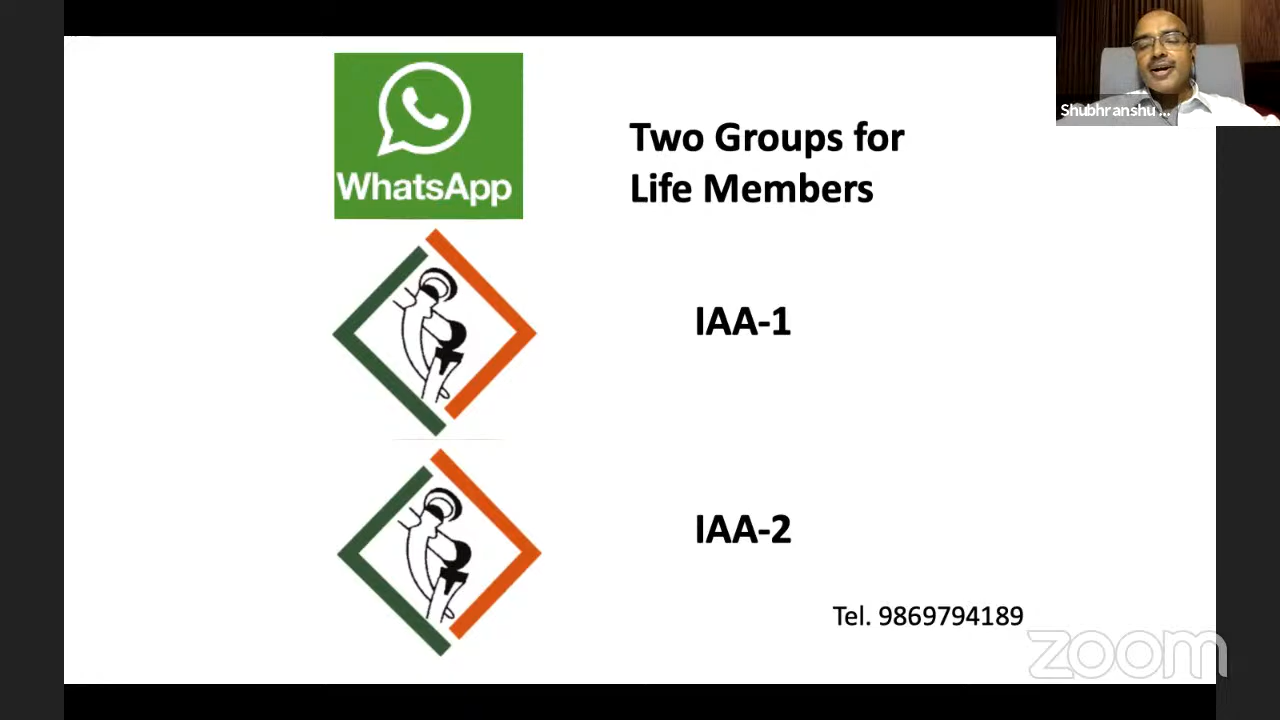 Shubhranshu ...
WhatsApp
Two Groups for
Life Members
IAA-1
IAA-2
Tel. 9869794189
zoom